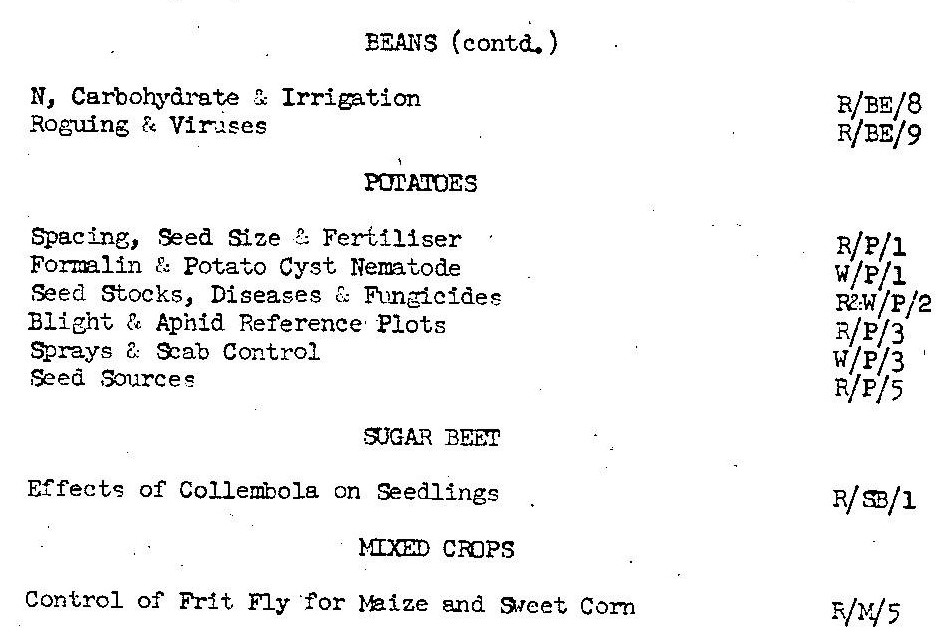 BEANS (contd.)
N, Carbohydrate & Irrigation R/BE/8
Roguing & Viruses R/BE/9
POTATOES
Spacing, Seed Size & Fertiliser R/P/1
Formalin & Potato Cyst Nematode W/P/1
Seed Stocks, Diseases & Fungicides R&W/P/2
Blight & Aphid Reference Plots R/P/3
Sprays & Scab Control W/P/3
Seed Sources R/P/5
SUGAR BEET
Effects of Collembola on Seedlings R/SB/1
MIXED CROPS
Control of Frit Fly for Maize and Sweet Corn R/M/5